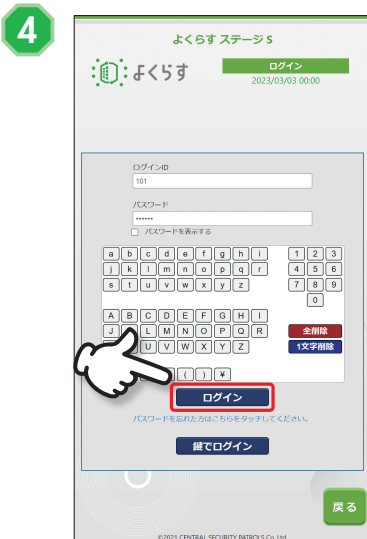 4
よくらす ステージ S
よくらす
ログイン
2023/03/03 00:00
ログインID
101
パスワード
••••••
パスワードを表示する
a b c d e f g h i 1 2 3
j k l m n o p q r 4 5 6
s t u v w x y z 7 8 9
0
A B C D E F G H I
J L M N O P Q R 全削除
U V W X Y Z 1文字削除
( ) ¥
ログイン
パスワードを忘れた方はこちらをタッチしてください。
鍵でログイン
戻る
©2021 CENTRAL SECURITY PATROLS Co.,Ltd.